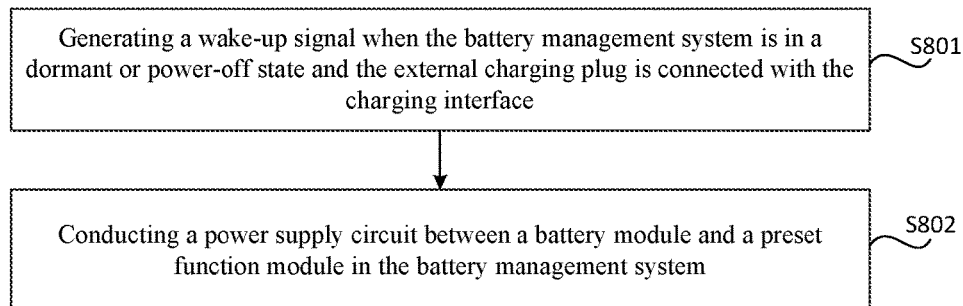 Generating a wake-up signal when the battery management system is in a
dormant or power-off state and the external charging plug is connected with the
charging interface
S801
Conducting a power supply circuit between a battery module and a preset
function module in the battery management system
S802